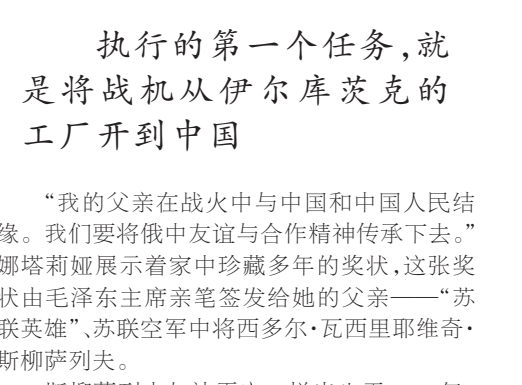 执行的第一个任务,就
是将战机从伊尔库茨克的
工厂开到中国
“我的父亲在战火中与中国和中国人民结
缘。我们要将俄中友谊与合作精神传承下去。”
娜塔莉娅展示着家中珍藏多年的奖状,这张奖
状由毛泽东主席亲笔签发给她的父亲——“苏
联英雄”、苏联空军中将西多尔·瓦西里耶维奇·
斯柳萨列夫。